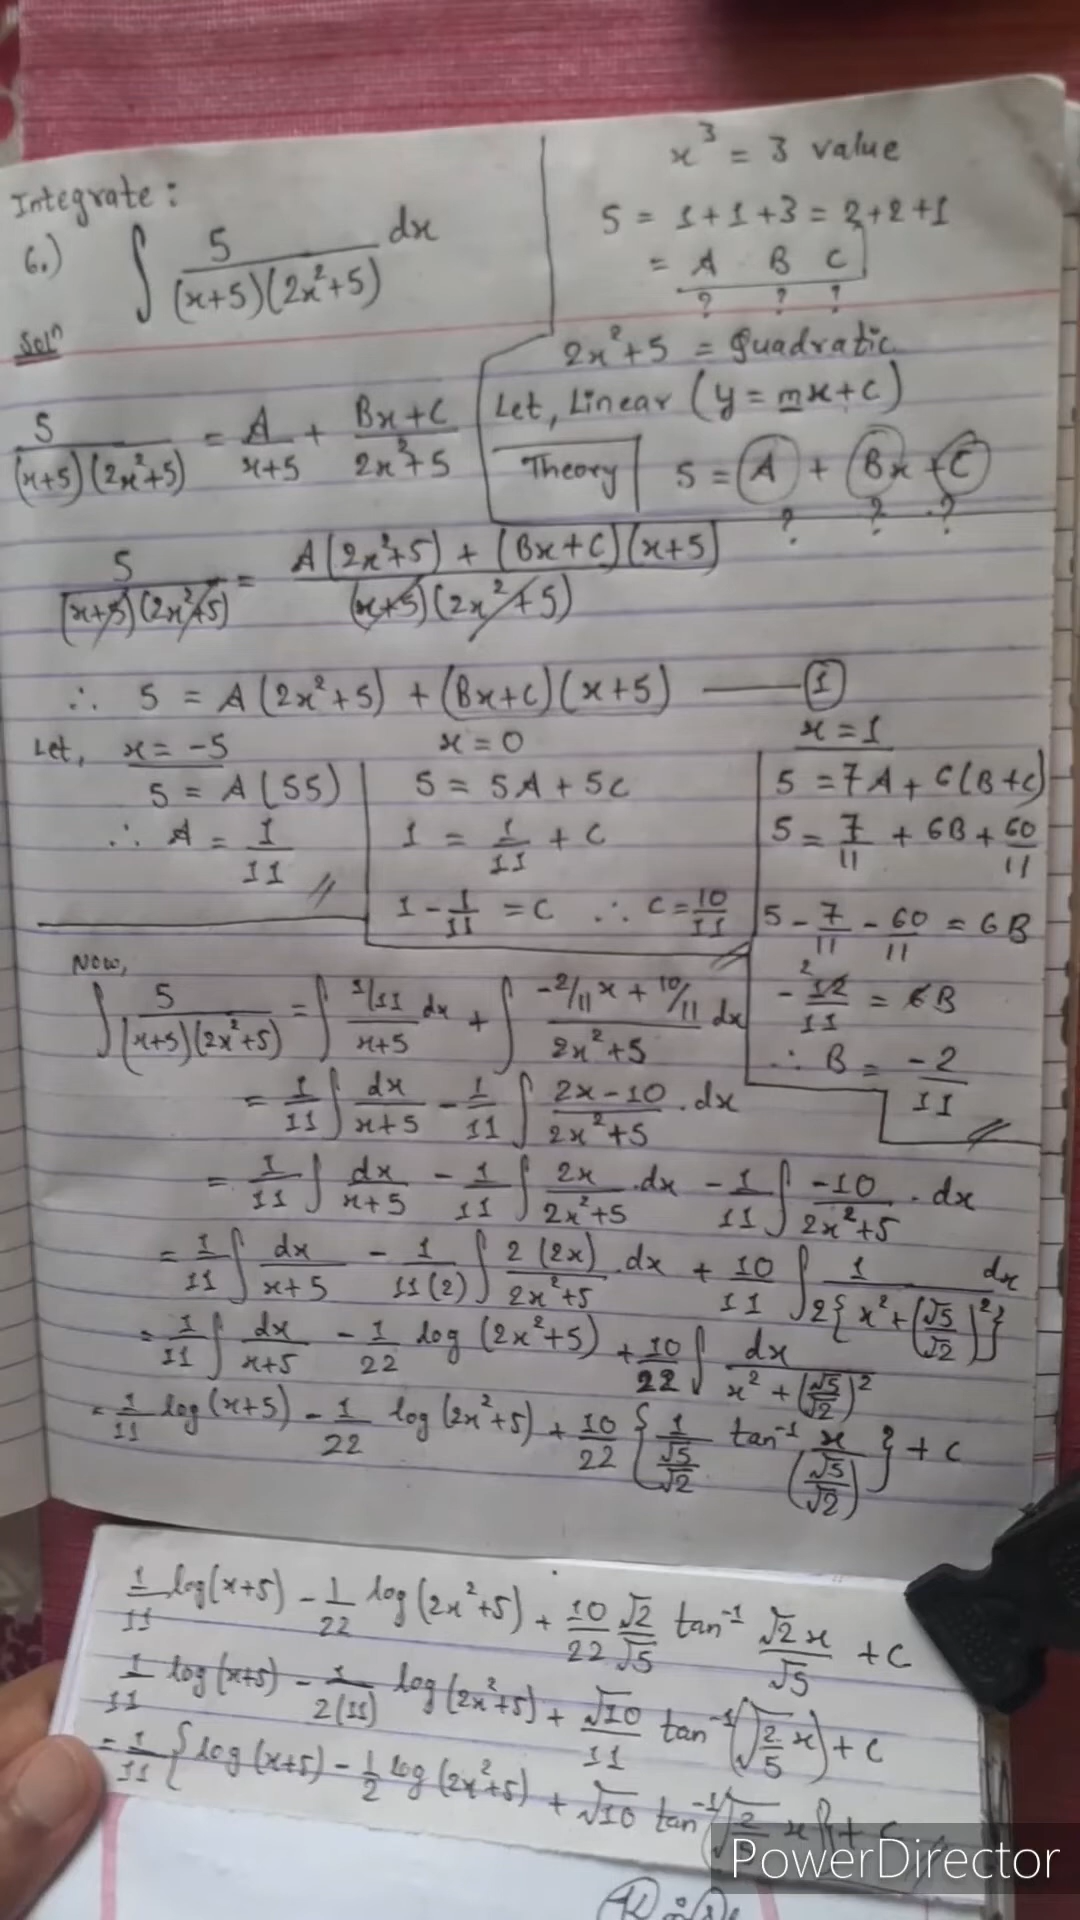 Integrate:
6.) ∫ 5/((x+5)(2x²+5)) dx
x³ = 3 value
5 = 1+1+3 = 2+2+1
= A B C
? ? ?
Solⁿ
2x²+5 = Quadratic
Let, Linear (y = mx+c)
Theory 5 = A + Bx + C
? ? ?
5/((x+5)(2x²+5)) = A/(x+5) + (Bx+C)/(2x²+5)
5/((x+5)(2x²+5)) = (A(2x²+5) + (Bx+C)(x+5))/((x+5)(2x²+5))
∴ 5 = A(2x²+5) + (Bx+C)(x+5) —— 1
Let, x = -5
5 = A(55)
∴ A = 1/11
x = 0
5 = 5A + 5C
1 = 1/11 + C
1 - 1/11 = C ∴ C = 10/11
x = 1
5 = 7A + 6(B+C)
5 = 7/11 + 6B + 60/11
5 - 7/11 - 60/11 = 6B
2
-12/11 = 6B
∴ B = -2/11
Now,
∫ 5/((x+5)(2x²+5)) = ∫ (1/11)/(x+5) dx + ∫ (-2/11 x + 10/11)/(2x²+5) dx
= 1/11 ∫ dx/(x+5) - 1/11 ∫ (2x-10)/(2x²+5) . dx
= 1/11 ∫ dx/(x+5) - 1/11 ∫ 2x/(2x²+5) . dx - 1/11 ∫ -10/(2x²+5) . dx
= 1/11 ∫ dx/(x+5) - 1/11(2) ∫ 2(2x)/(2x²+5) . dx + 10/11 ∫ 1/(2{x²+(√5/√2)²}) dx
= 1/11 ∫ dx/(x+5) - 1/22 log(2x²+5) + 10/22 ∫ dx/(x²+(√5/√2)²)
= 1/11 log(x+5) - 1/22 log(2x²+5) + 10/22 {1/(√5/√2) tan⁻¹ x/(√5/√2)} + c
1/11 log(x+5) - 1/22 log(2x²+5) + 10/22 √2/√5 tan⁻¹ √2x/√5 + c
1/11 log(x+5) - 1/2(11) log(2x²+5) + √10/11 tan⁻¹(√(2/5) x) + c
= 1/11 {log(x+5) - 1/2 log(2x²+5) + √10 tan⁻¹ √(2/5) x} + c
PowerDirector